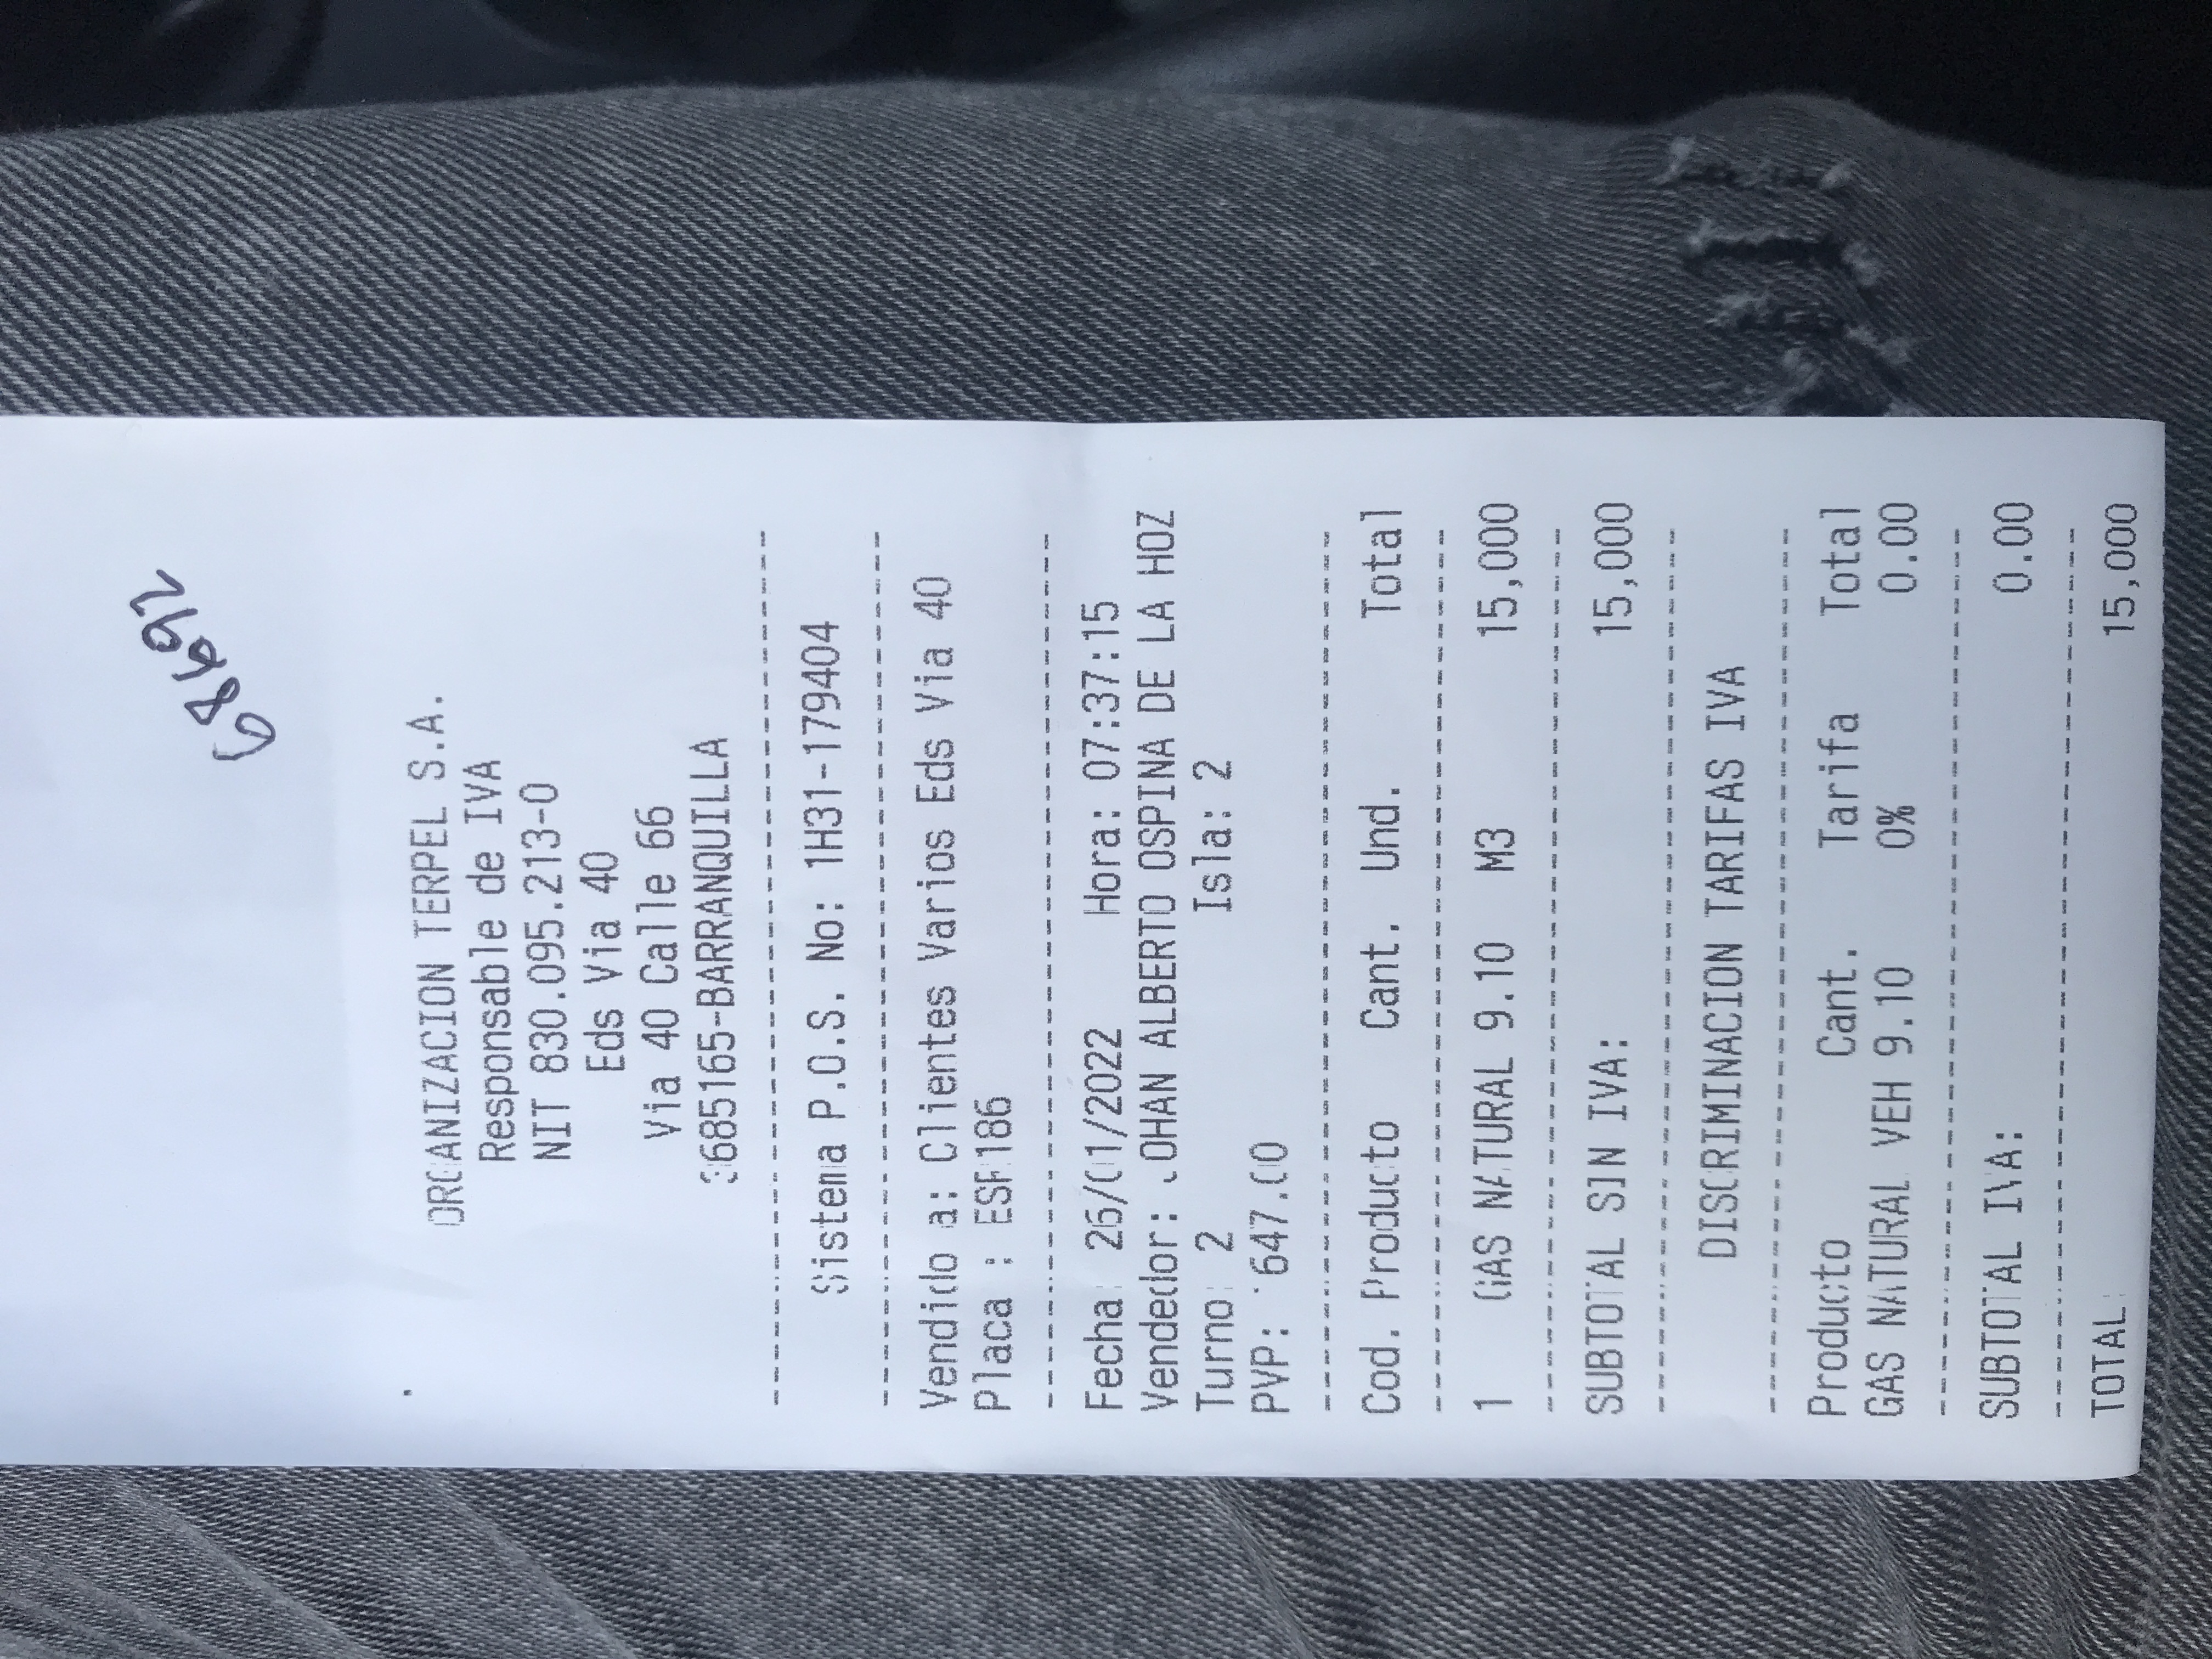 68692
ORGANIZACION TERPEL S.A.
Responsable de IVA
NIT 830.095.213-0
Eds Via 40
Via 40 Calle 66
3685165-BARRANQUILLA
Sistema P.O.S. No: 1H31-179404
Vendido a: Clientes Varios Eds Via 40
Placa : ESF186
Fecha: 26/01/2022 Hora: 07:37:15
Vendedor: JOHAN ALBERTO OSPINA DE LA HOZ
Turno: 2 Isla: 2
PVP: 1647.00
Cod. Producto Cant. Und. Total
1 GAS NATURAL 9.10 M3 15,000
SUBTOTAL SIN IVA: 15,000
DISCRIMINACION TARIFAS IVA
Producto Cant. Tarifa Total
GAS NATURAL VEH 9.10 0% 0.00
SUBTOTAL IVA: 0.00
TOTAL: 15,000